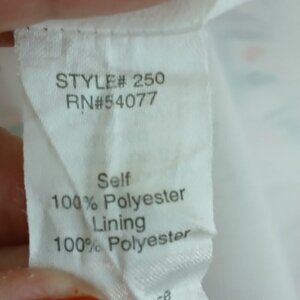 STYLE# 250
RN#54077
Self
100% Polyester
Lining
100% Polyester